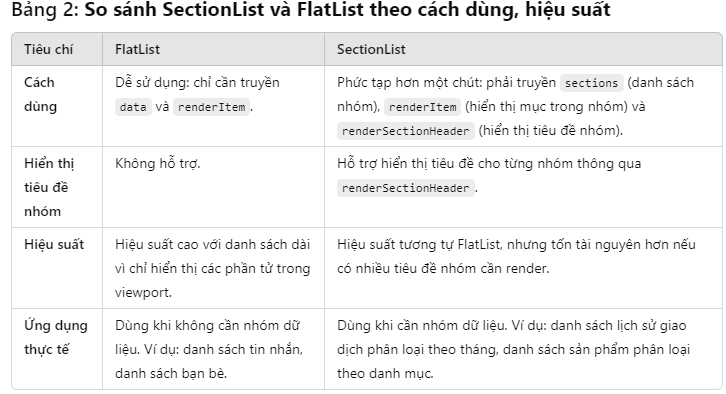 Bảng 2: So sánh SectionList và FlatList theo cách dùng, hiệu suất
Tiêu chí
FlatList
SectionList
Cách
dùng
Dễ sử dụng: chỉ cần truyền
data và renderItem.
Phức tạp hơn một chút: phải truyền sections (danh sách
nhóm), renderItem (hiển thị mục trong nhóm) và
renderSectionHeader (hiển thị tiêu đề nhóm).
Hiển thị
tiêu đề
nhóm
Không hỗ trợ.
Hỗ trợ hiển thị tiêu đề cho từng nhóm thông qua
renderSectionHeader.
Hiệu suất
Hiệu suất cao với danh sách dài
vì chỉ hiển thị các phần tử trong
viewport.
Hiệu suất tương tự FlatList, nhưng tốn tài nguyên hơn nếu
có nhiều tiêu đề nhóm cần render.
Ứng dụng
thực tế
Dùng khi không cần nhóm dữ
liệu. Ví dụ: danh sách tin nhắn,
danh sách bạn bè.
Dùng khi cần nhóm dữ liệu. Ví dụ: danh sách lịch sử giao
dịch phân loại theo tháng, danh sách sản phẩm phân loại
theo danh mục.